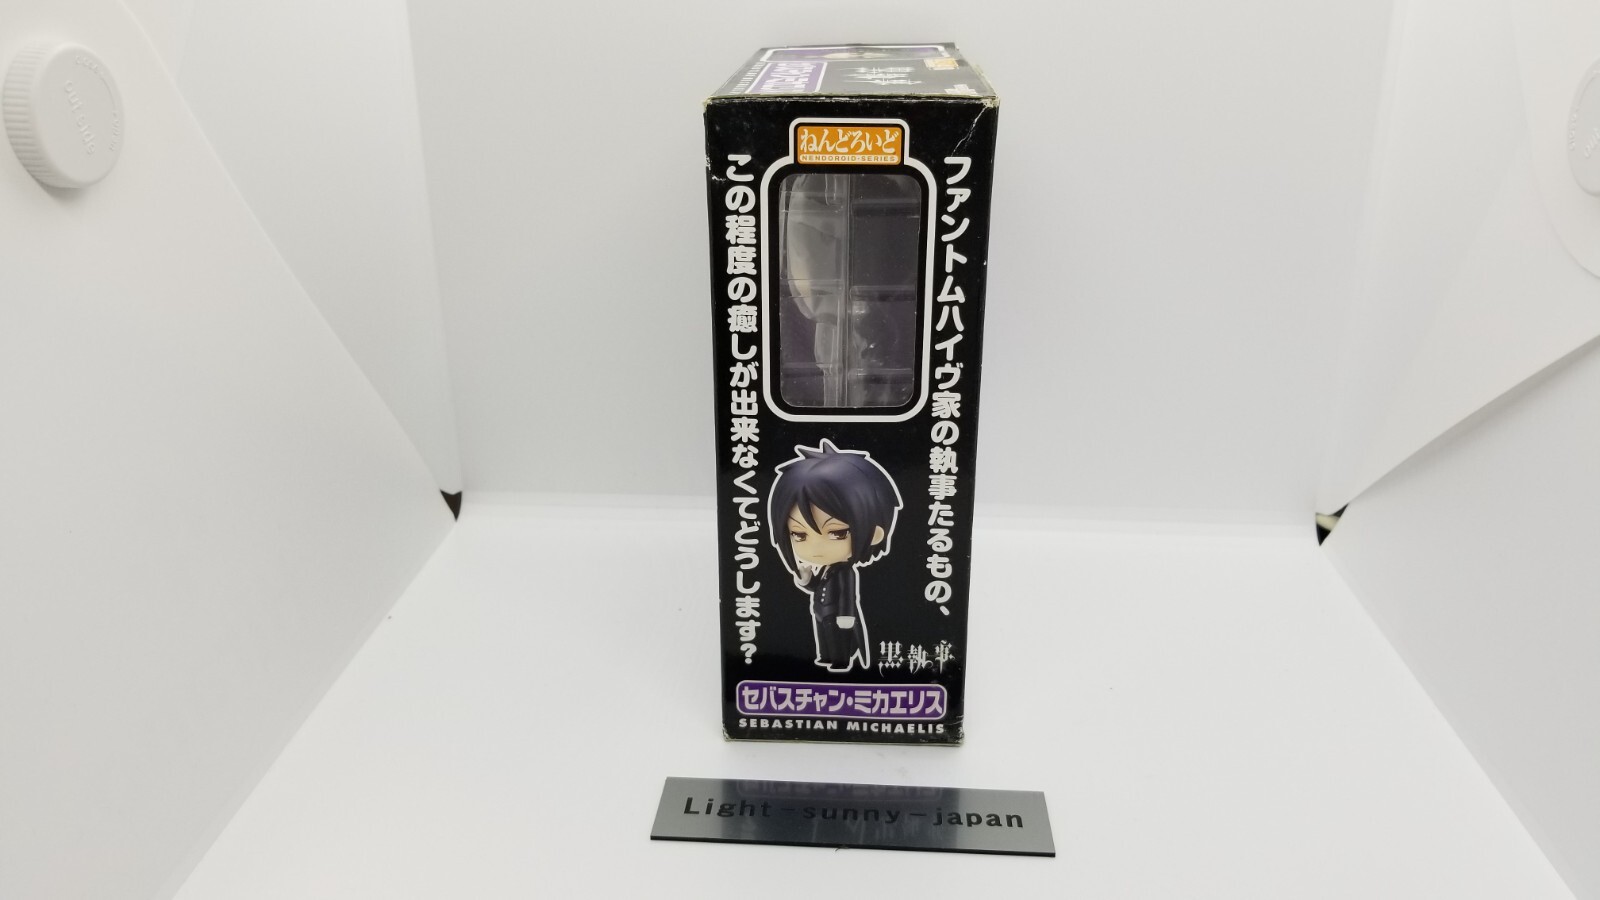 ねんどろいど
NENDOROID-SERIES
ファントムハイヴ家の執事たるもの、
この程度の癒しが出来なくてどうします?
黒執事
セバスチャン・ミカエリス
SEBASTIAN MICHAELIS
Light-sunny-japan